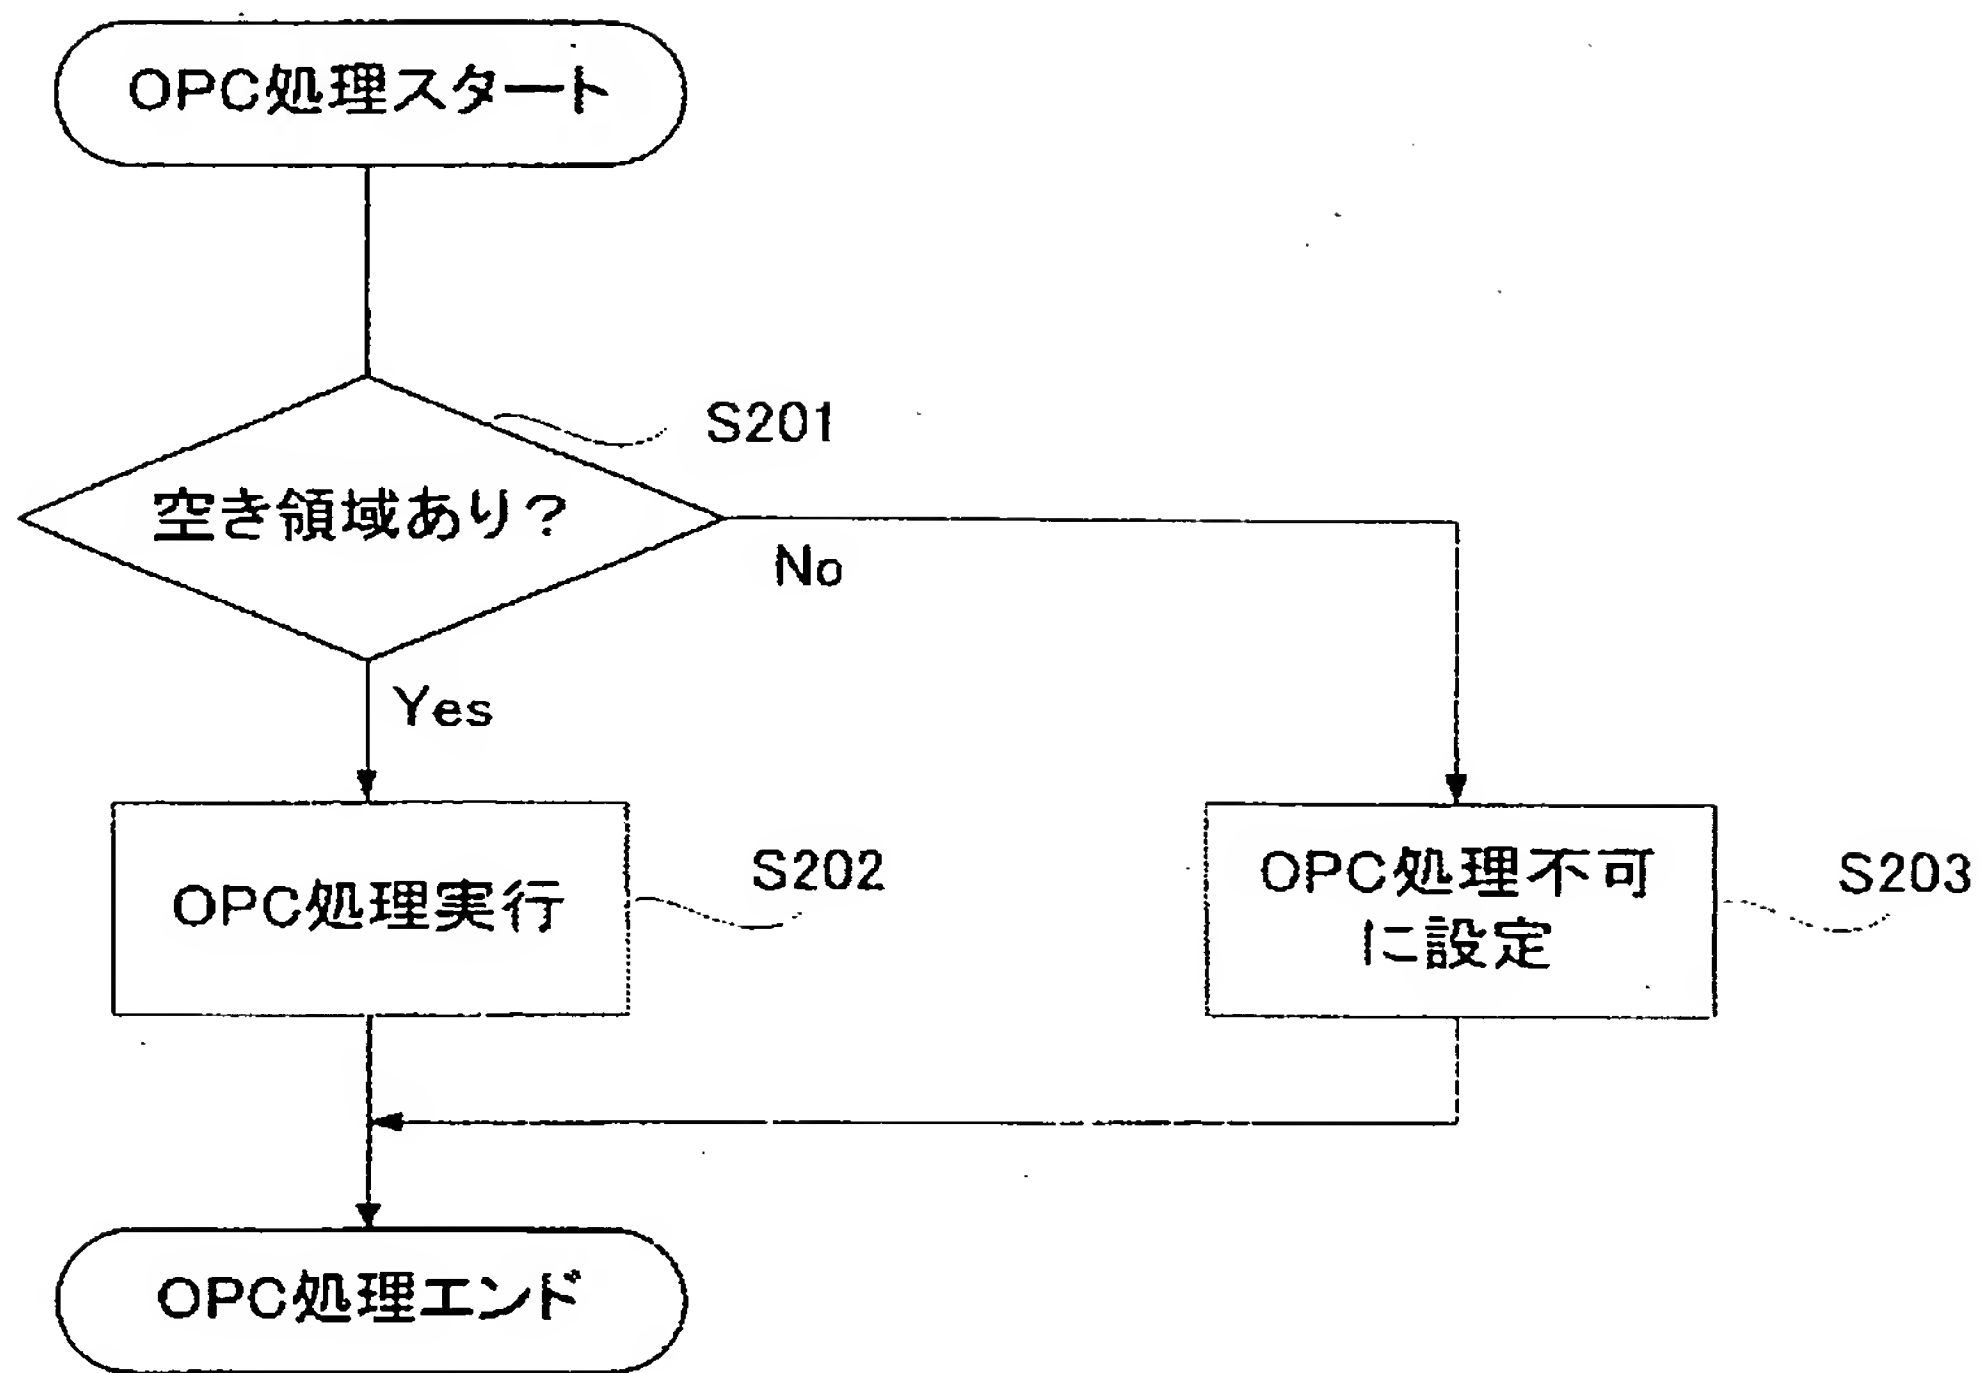 OPC処理スタート
S201
空き領域あり?
No
Yes
OPC処理実行
S202
OPC処理不可
に設定
S203
OPC処理エンド